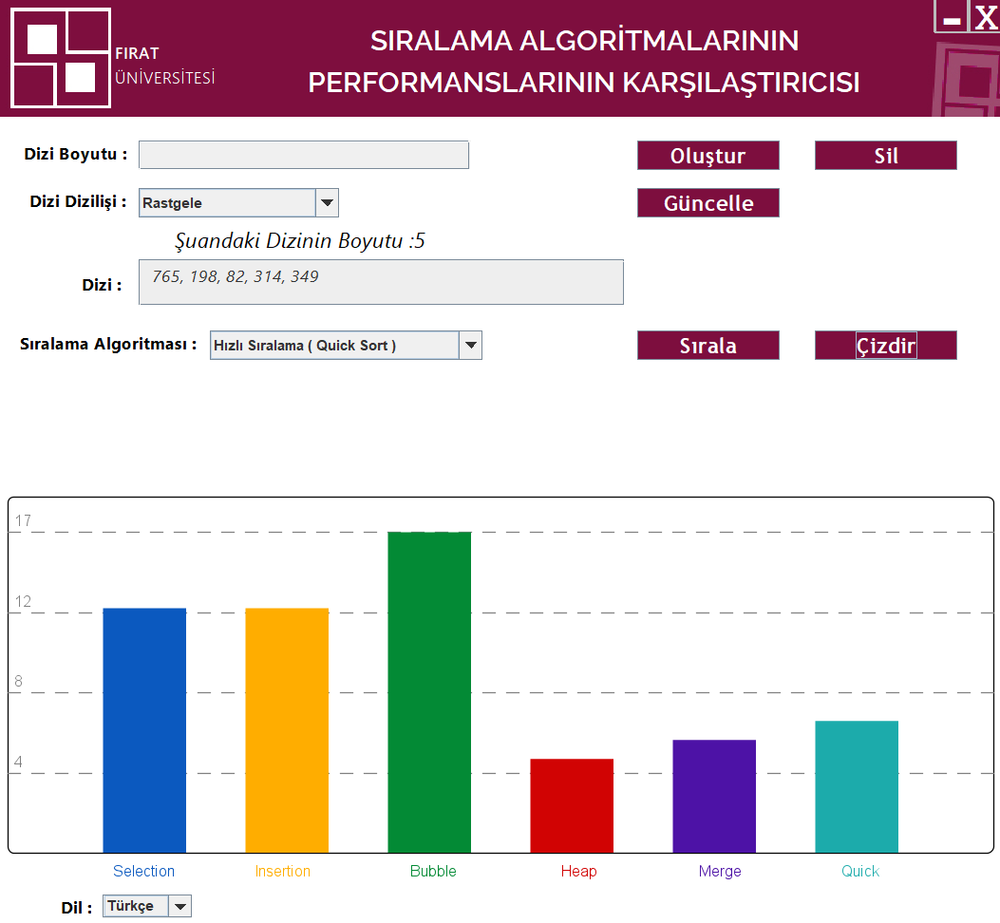 FIRAT
ÜNİVERSİTESİ
SIRALAMA ALGORİTMALARININ
PERFORMANSLARININ KARŞILAŞTIRICISI
X
Dizi Boyutu :
Oluştur
Sil
Dizi Dizilişi :
Rastgele
Güncelle
Şuandaki Dizinin Boyutu :5
Dizi :
765, 198, 82, 314, 349
Sıralama Algoritması :
Hızlı Sıralama ( Quick Sort )
Sırala
Çizdir
17
12
8
4
Selection
Insertion
Bubble
Heap
Merge
Quick
Dil :
Türkçe